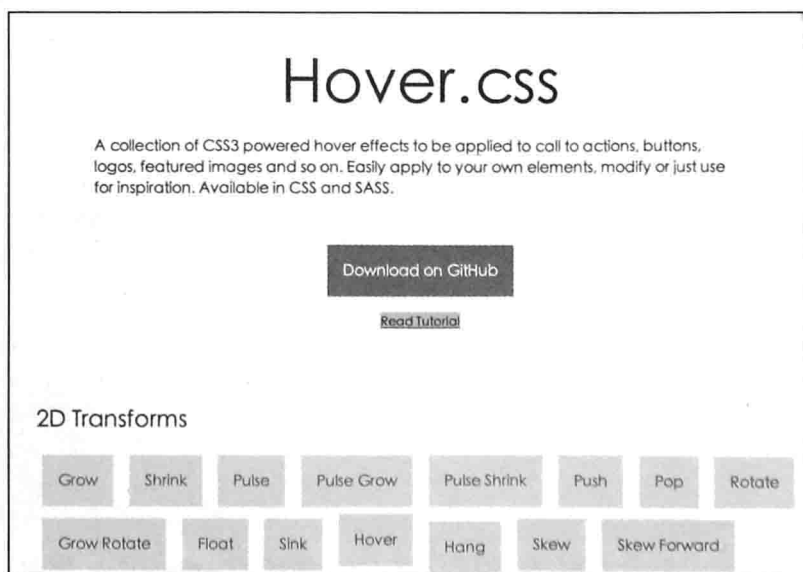 Hover.css
A collection of CSS3 powered hover effects to be applied to call to actions, buttons,
logos, featured images and so on. Easily apply to your own elements, modify or just use
for inspiration. Available in CSS and SASS.
Download on GitHub
Read Tutorial
2D Transforms
Grow Shrink Pulse Pulse Grow Pulse Shrink Push Pop Rotate
Grow Rotate Float Sink Hover Hang Skew Skew Forward